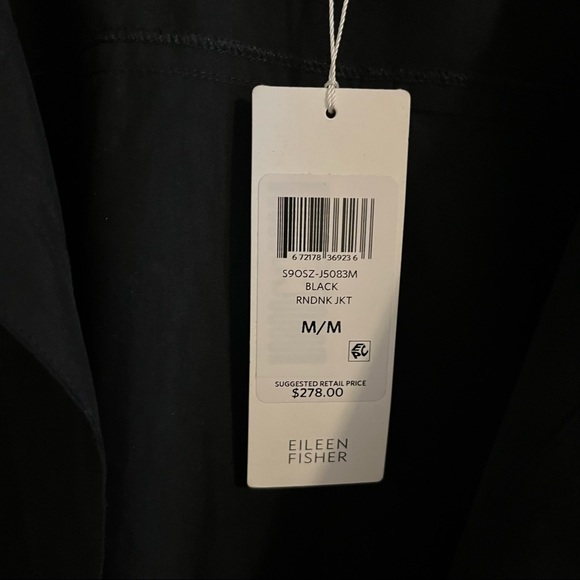 6 72178 36923 6
S9OSZ-J5083M
BLACK
RNDNK JKT
M/M
SUGGESTED RETAIL PRICE
$278.00
EILEEN
FISHER